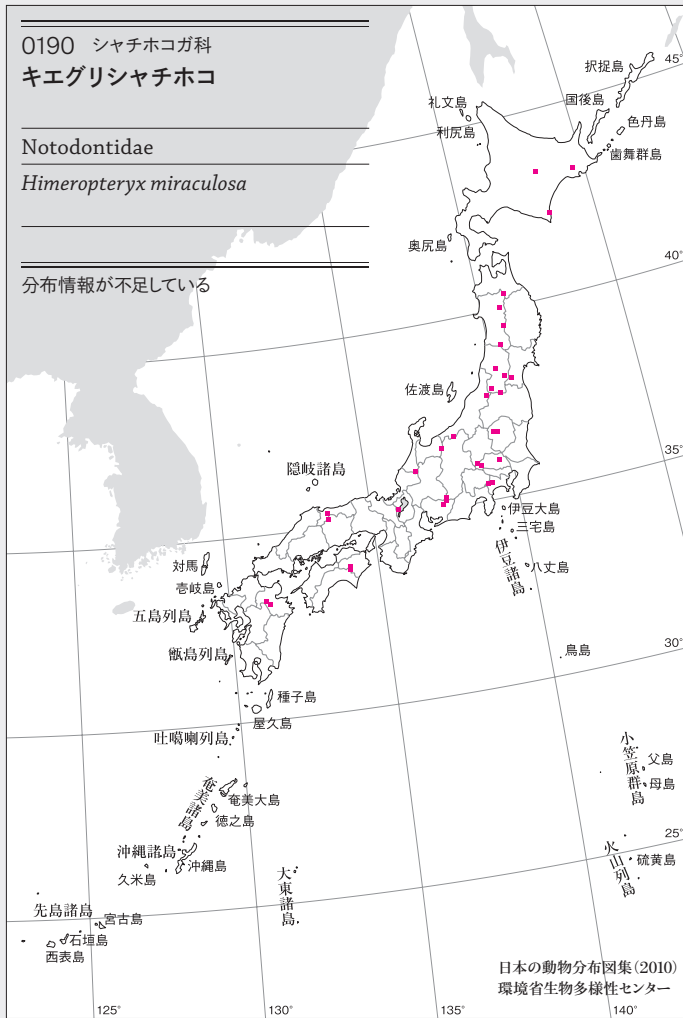 0190 シャチホコガ科
キエグリシャチホコ
Notodontidae
Himeropteryx miraculosa
分布情報が不足している
45°
択捉島
国後島
礼文島
色丹島
利尻島
歯舞群島
奥尻島
40°
佐渡島
35°
隠岐諸島
伊豆大島
三宅島
伊豆諸島
八丈島
対馬
壱岐島
五島列島
鳥島
30°
甑島列島
種子島
屋久島
吐噶喇列島
小笠原群島
父島
母島
奄美諸島
奄美大島
徳之島
25°
沖縄諸島
沖縄島
火山列島
硫黄島
久米島
大東諸島
先島諸島
宮古島
石垣島
西表島
日本の動物分布図集(2010)
環境省生物多様性センター
125°
130°
135°
140°